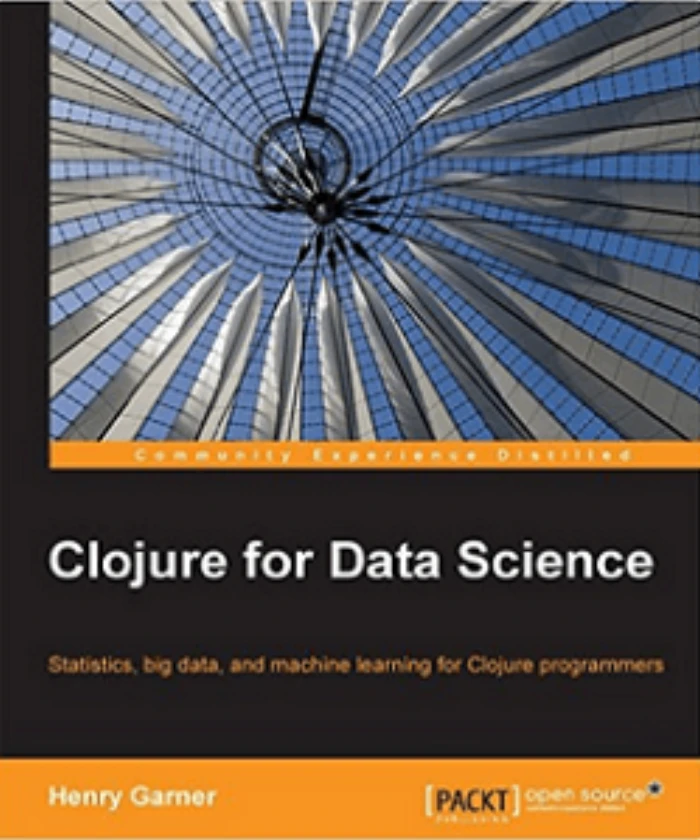 Community Experience Distilled
Clojure for Data Science
Statistics, big data, and machine learning for Clojure programmers
Henry Garner
[PACKT] open source*
PUBLISHING